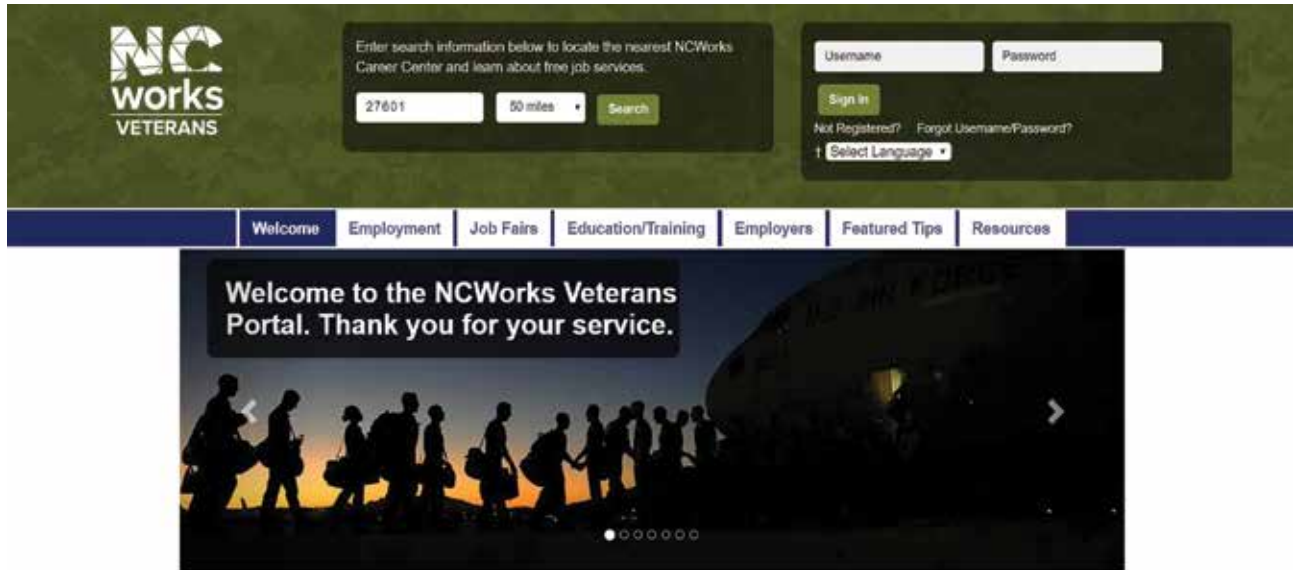 NC
works
VETERANS
Enter search information below to locate the nearest NCWorks
Career Center and learn about free job services.
27601
50 miles
Search
Username
Password
Sign In
Not Registered? Forgot Username/Password?
† Select Language
Welcome
Employment
Job Fairs
Education/Training
Employers
Featured Tips
Resources
Welcome to the NCWorks Veterans
Portal. Thank you for your service.